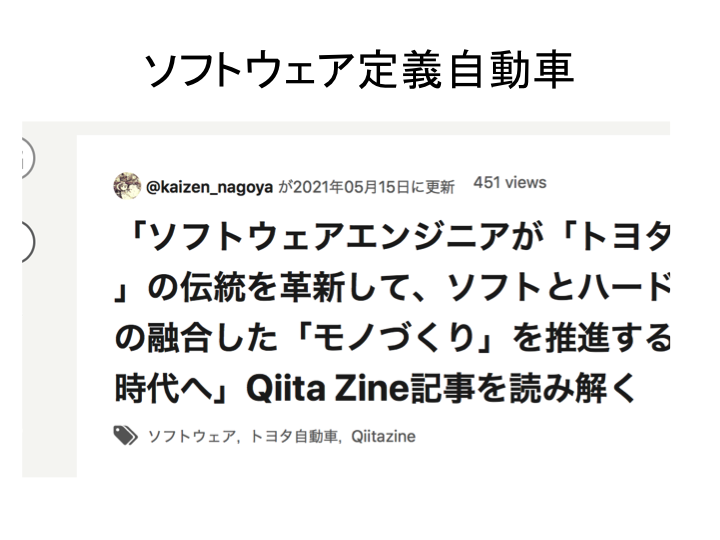 ソフトウェア定義自動車
@kaizen_nagoya が2021年05月15日に更新 451 views
「ソフトウェアエンジニアが「トヨタ
」の伝統を革新して、ソフトとハード
の融合した「モノづくり」を推進する
時代へ」Qiita Zine記事を読み解く
ソフトウェア, トヨタ自動車, Qiitazine